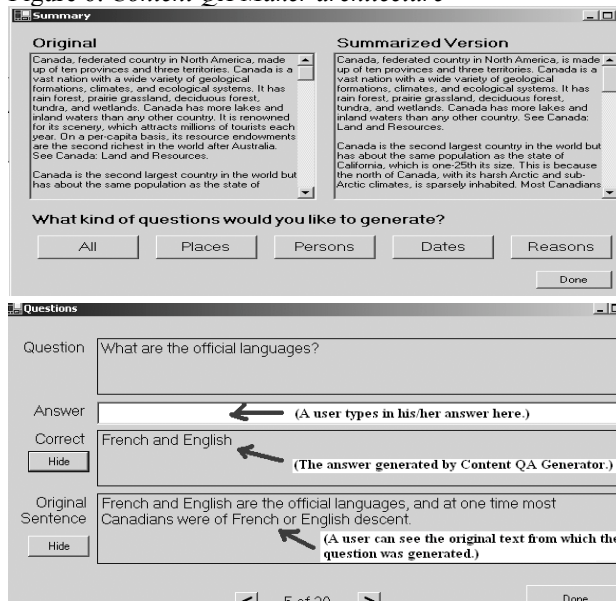 Summary
Original
Summarized Version
Canada, federated country in North America, made
up of ten provinces and three territories. Canada is a
vast nation with a wide variety of geological
formations, climates, and ecological systems. It has
rain forest, prairie grassland, deciduous forest,
tundra, and wetlands. Canada has more lakes and
inland waters than any other country. It is renowned
for its scenery, which attracts millions of tourists each
year. On a per-capita basis, its resource endowments
are the second richest in the world after Australia.
See Canada: Land and Resources.
Canada is the second largest country in the world but
has about the same population as the state of
Canada, federated country in North America, is made
up of ten provinces and three territories. Canada is a
vast nation with a wide variety of geological
formations, climates, and ecological systems. It has
rain forest, prairie grassland, deciduous forest,
tundra, and wetlands. Canada has more lakes and
inland waters than any other country. See Canada:
Land and Resources.
Canada is the second largest country in the world but
has about the same population as the state of
California, which is one-25th its size. This is because
the north of Canada, with its harsh Arctic and sub-
Arctic climates, is sparsely inhabited. Most Canadians
What kind of questions would you like to generate?
All
Places
Persons
Dates
Reasons
Done
Questions
Question
What are the official languages?
Answer
(A user types in his/her answer here.)
Correct
French and English
Hide
(The answer generated by Content QA Generator.)
Original
Sentence
French and English are the official languages, and at one time most
Canadians were of French or English descent.
Hide
(A user can see the original text from which the
question was generated.)
< 5 of 20 >
Done